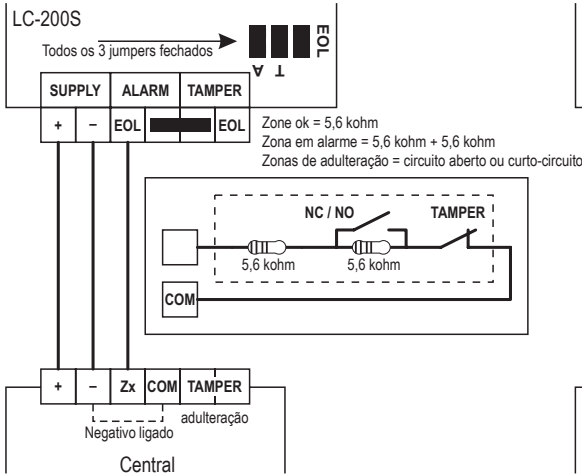 LC-200S
Todos os 3 jumpers fechados
EOL
A T
SUPPLY ALARM TAMPER
+ – EOL EOL
Zone ok = 5,6 kohm
Zona em alarme = 5,6 kohm + 5,6 kohm
Zonas de adulteração = circuito aberto ou curto-circuito
NC / NO TAMPER
5,6 kohm 5,6 kohm
COM
+ – Zx COM TAMPER
adulteração
Negativo ligado
Central